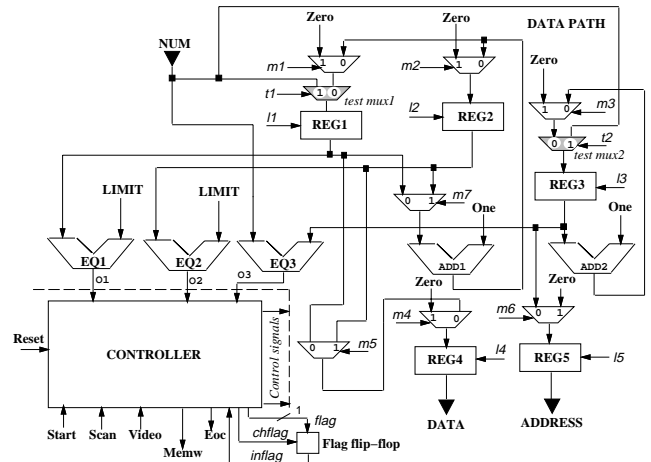 Zero Zero DATA PATH
NUM
m1 1 0 m2 1 0 Zero
t1 1 0 test mux1
1 0 m3
l1 REG1 l2 REG2
0 1 t2
test mux2
REG3 l3
LIMIT LIMIT
0 1 m7 One One
EQ1 EQ2 EQ3 ADD1 ADD2
o1 o2 o3
Zero Zero
m4 1 0 m6 0 1
Reset CONTROLLER Control signals 0 1 m5
REG4 l4 REG5 l5
1
flag
Start Scan Video Memw Eoc chflag Flag flip-flop
inflag
DATA ADDRESS